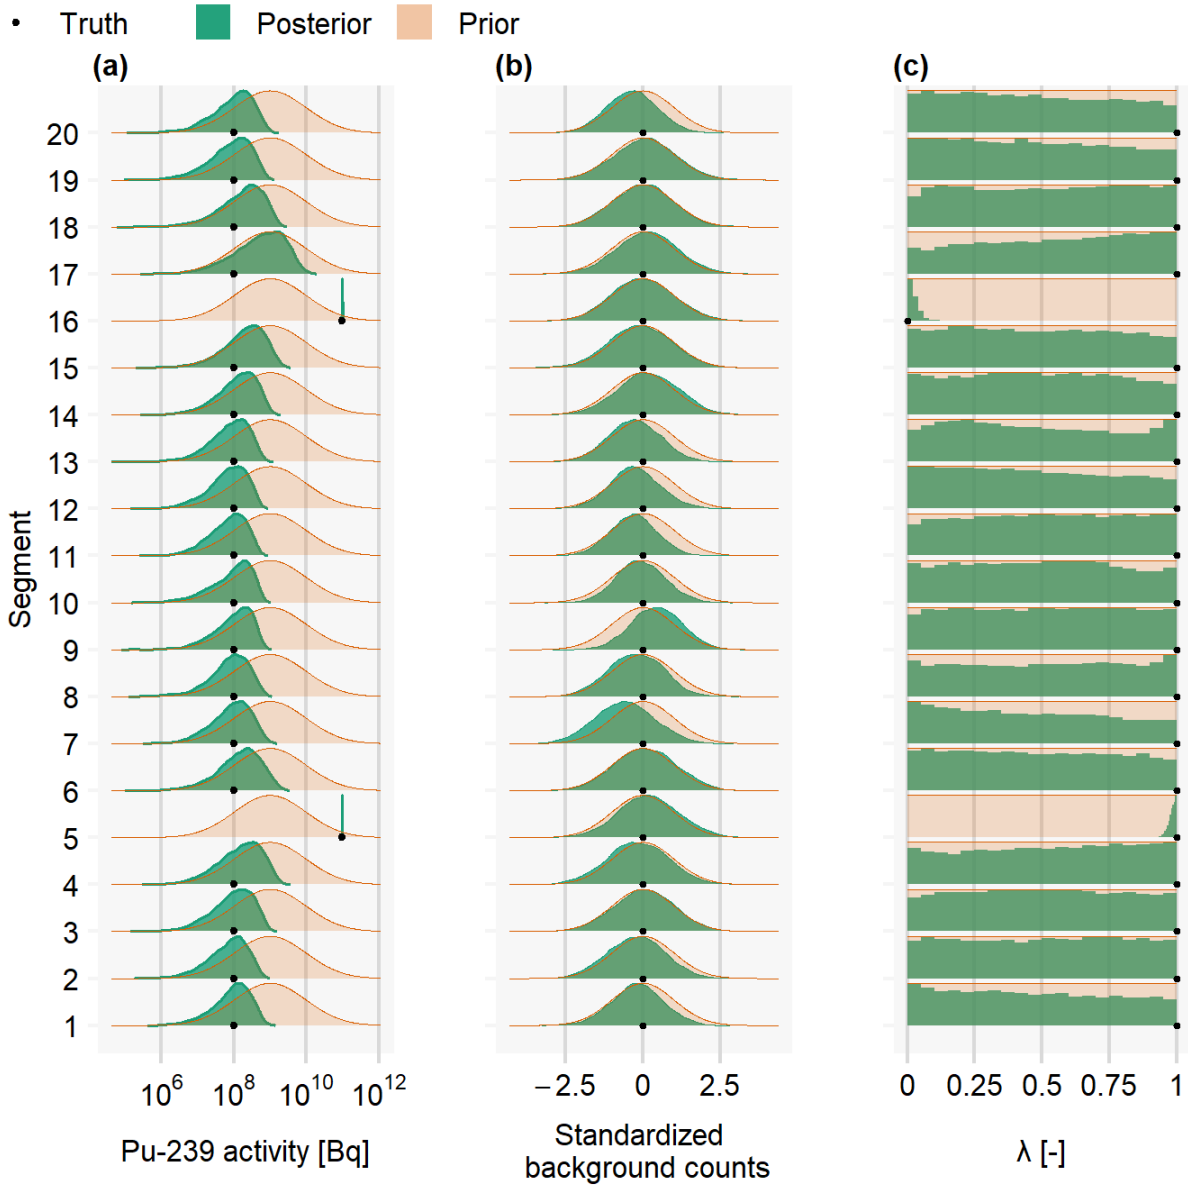 Truth Posterior Prior
(a) (b) (c)
20
19
18
17
16
15
14
13
12
11
10
9
8
7
6
5
4
3
2
1
Segment
10^6 10^8 10^10 10^12
−2.5 0 2.5
0 0.25 0.5 0.75 1
Pu-239 activity [Bq]
Standardized
background counts
λ [-]